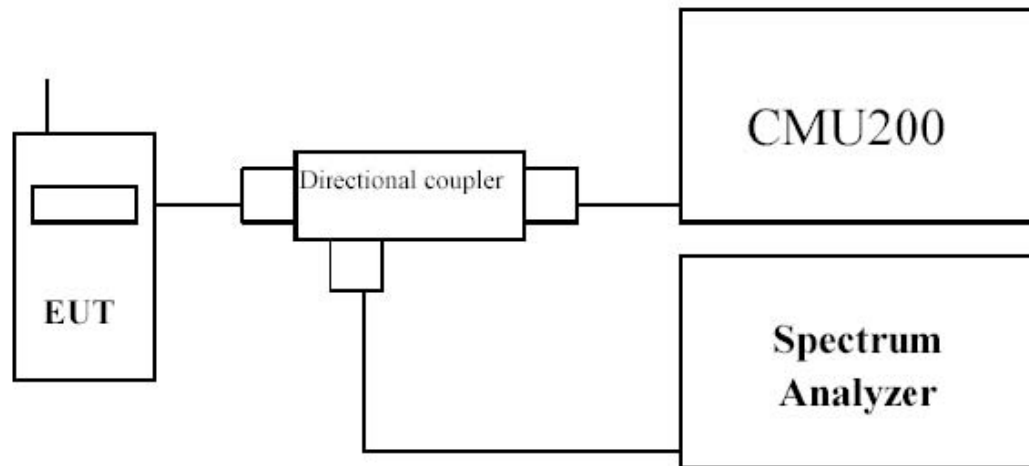 CMU200
Directional coupler
EUT
Spectrum
Analyzer